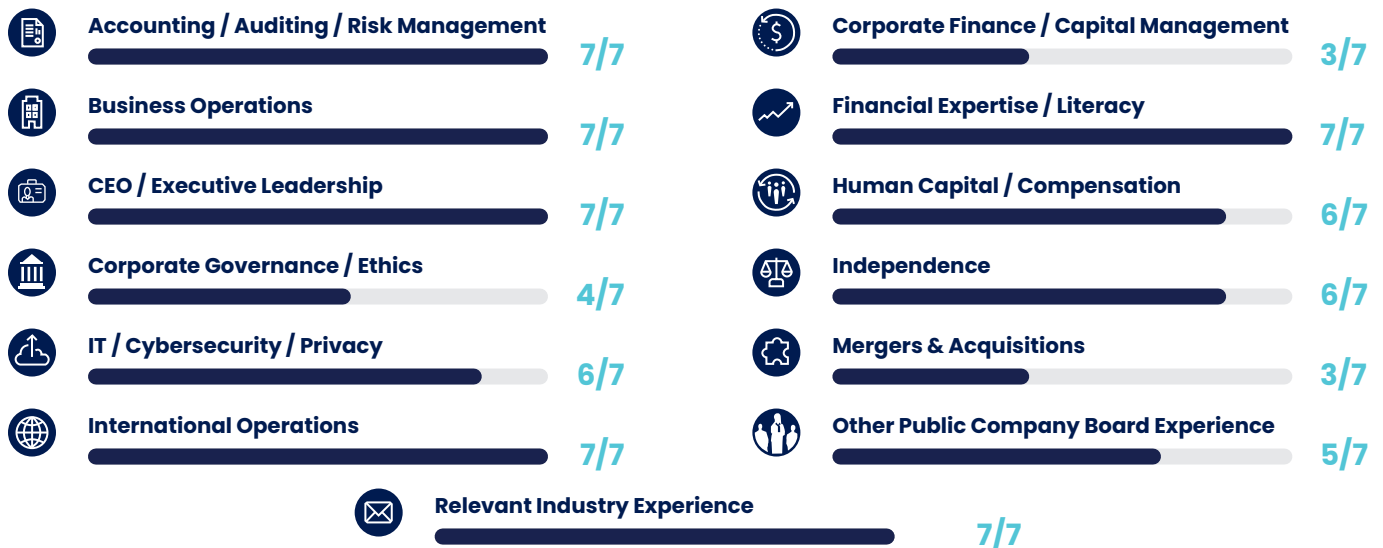 Accounting / Auditing / Risk Management
7/7
Corporate Finance / Capital Management
3/7
Business Operations
7/7
Financial Expertise / Literacy
7/7
CEO / Executive Leadership
7/7
Human Capital / Compensation
6/7
Corporate Governance / Ethics
4/7
Independence
6/7
IT / Cybersecurity / Privacy
6/7
Mergers & Acquisitions
3/7
International Operations
7/7
Other Public Company Board Experience
5/7
Relevant Industry Experience
7/7